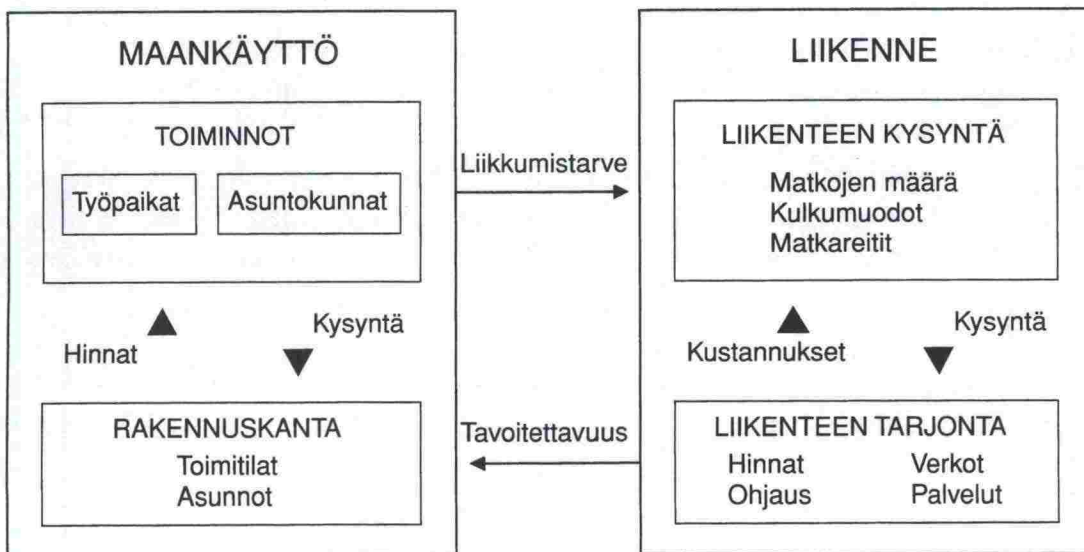 MAANKÄYTTÖ
TOIMINNOT
Työpaikat
Asuntokunnat
Hinnat
Kysyntä
RAKENNUSKANTA
Toimitilat
Asunnot
Liikkumistarve
Tavoitettavuus
LIIKENNE
LIIKENTEEN KYSYNTÄ
Matkojen määrä
Kulkumuodot
Matkareitit
Kustannukset
Kysyntä
LIIKENTEEN TARJONTA
Hinnat Verkot
Ohjaus Palvelut